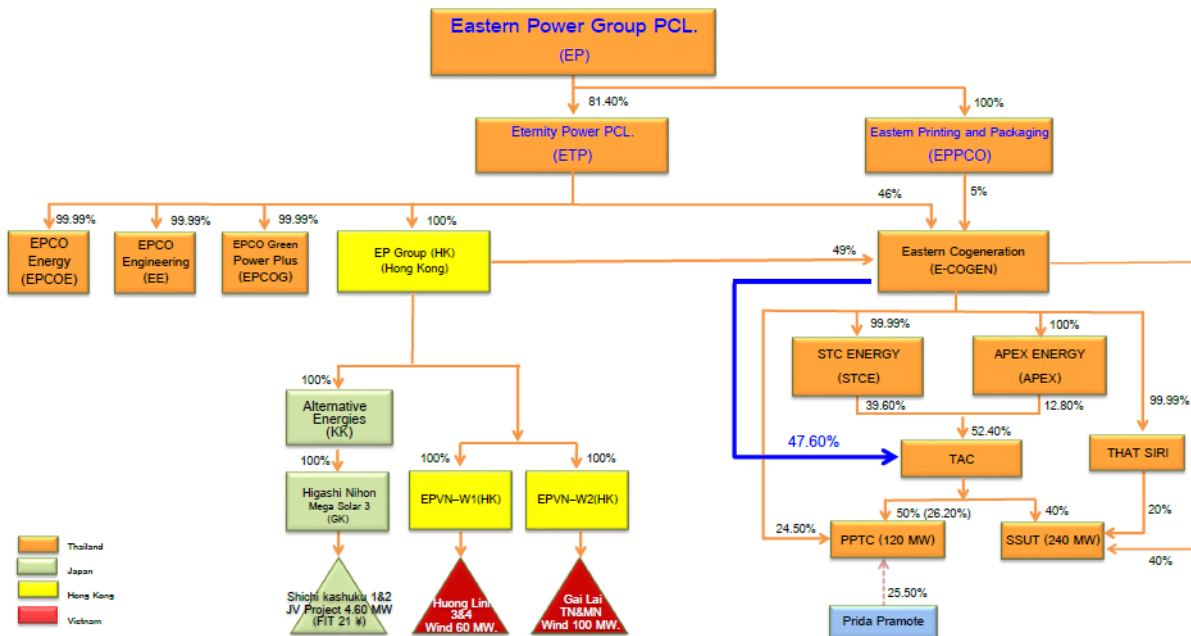 Eastern Power Group PCL.
(EP)
81.40%
100%
Eternity Power PCL.
(ETP)
Eastern Printing and Packaging
(EPPCO)
99.99%
99.99%
99.99%
100%
46%
5%
EPCO
Energy
(EPCOE)
EPCO
Engineering
(EE)
EPCO Green
Power Plus
(EPCOG)
EP Group (HK)
(Hong Kong)
49%
Eastern Cogeneration
(E-COGEN)
99.99%
100%
STC ENERGY
(STCE)
APEX ENERGY
(APEX)
100%
Alternative
Energies
(KK)
39.60%
12.80%
99.99%
52.40%
47.60%
TAC
THAT SIRI
100%
100%
100%
Higashi Nihon
Mega Solar 3
(GK)
EPVN–W1(HK)
EPVN–W2(HK)
50% (26.20%)
40%
20%
24.50%
PPTC (120 MW)
SSUT (240 MW)
40%
Thailand
Japan
Hong Kong
Vietnam
Shichi kashuku 1&2
JV Project 4.60 MW
(FIT 21 ¥)
Huong Linh
3&4
Wind 60 MW.
Gai Lai
TN&MN
Wind 100 MW.
25.50%
Prida Pramote